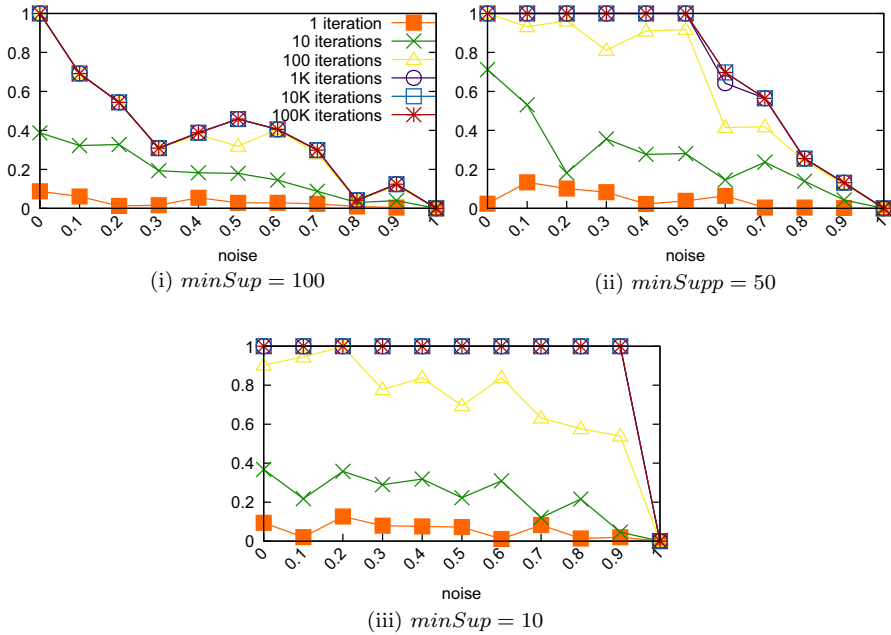 1 iteration
10 iterations
100 iterations
1K iterations
10K iterations
100K iterations
1
0.8
0.6
0.4
0.2
0
0 0.1 0.2 0.3 0.4 0.5 0.6 0.7 0.8 0.9 1
noise
(i) minSup = 100
1
0.8
0.6
0.4
0.2
0
0 0.1 0.2 0.3 0.4 0.5 0.6 0.7 0.8 0.9 1
noise
(ii) minSupp = 50
1
0.8
0.6
0.4
0.2
0
0 0.1 0.2 0.3 0.4 0.5 0.6 0.7 0.8 0.9 1
noise
(iii) minSup = 10